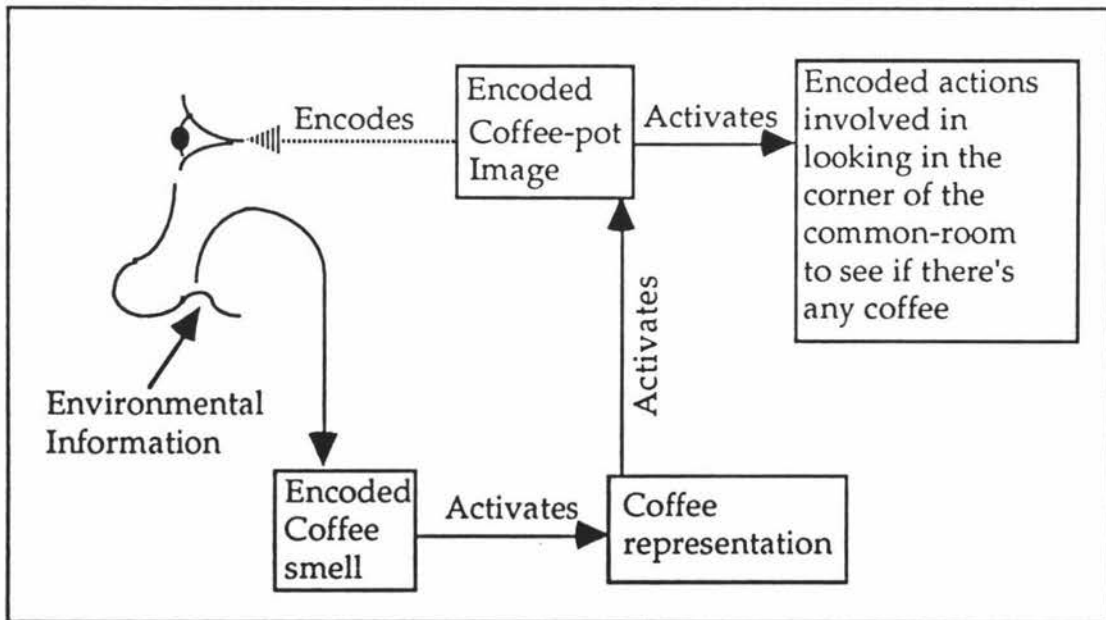 Encodes
Encoded
Coffee-pot
Image
Activates
Encoded actions
involved in
looking in the
corner of the
common-room
to see if there's
any coffee
Activates
Environmental
Information
Encoded
Coffee
smell
Activates
Coffee
representation